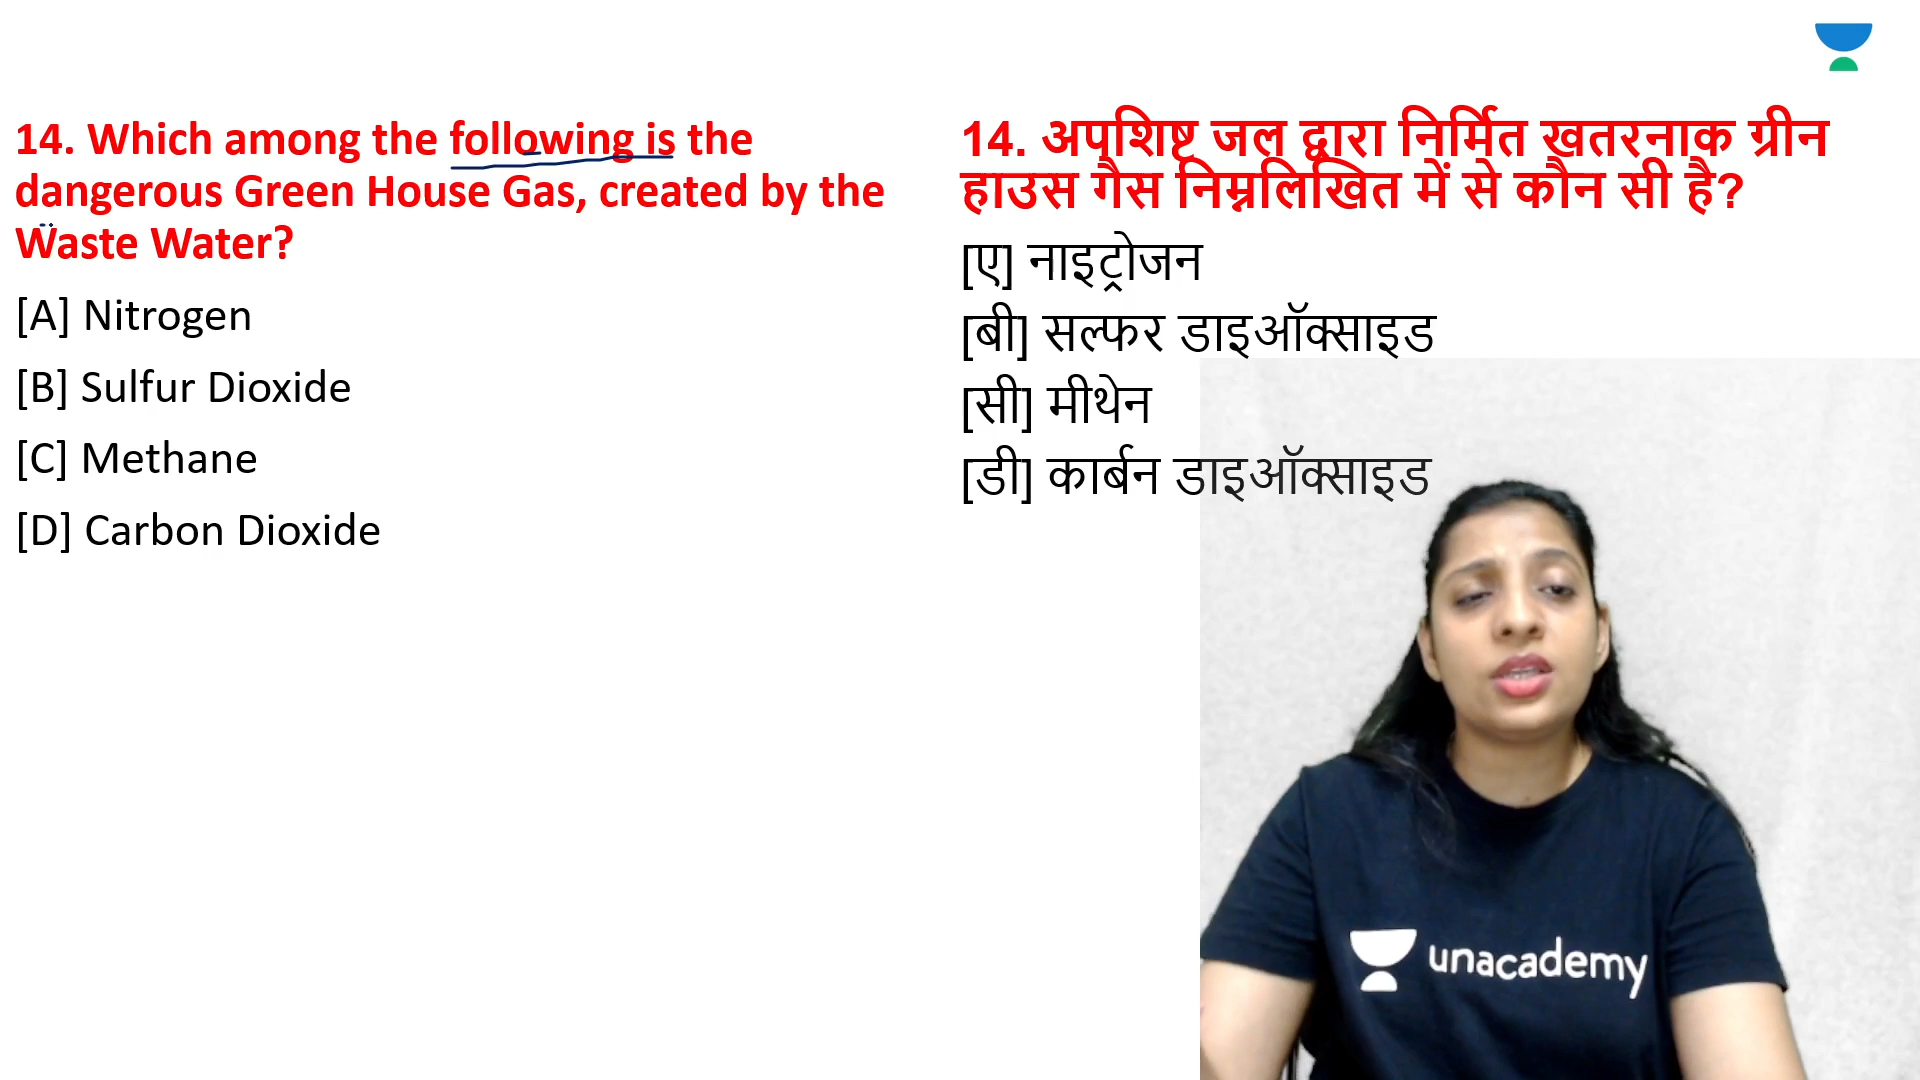 14. Which among the following is the
dangerous Green House Gas, created by the
Waste Water?
[A] Nitrogen
[B] Sulfur Dioxide
[C] Methane
[D] Carbon Dioxide
14. अपशिष्ट जल द्वारा निर्मित खतरनाक ग्रीन
हाउस गैस निम्नलिखित में से कौन सी है?
[ए] नाइट्रोजन
[बी] सल्फर डाइऑक्साइड
[सी] मीथेन
[डी] कार्बन डाइऑक्साइड
unacademy